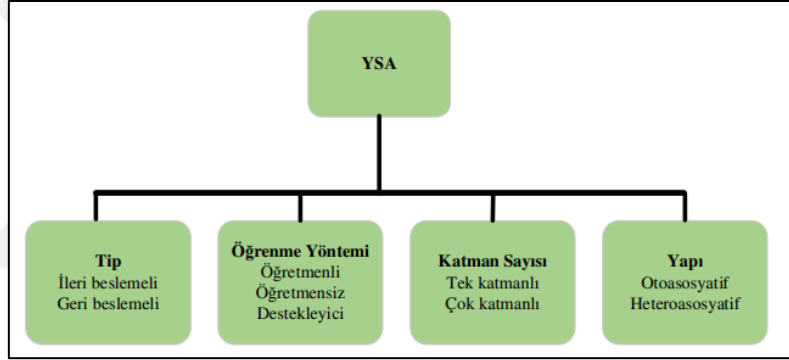 YSA
Tip
İleri beslemeli
Geri beslemeli
Öğrenme Yöntemi
Öğretmenli
Öğretmensiz
Destekleyici
Katman Sayısı
Tek katmanlı
Çok katmanlı
Yapı
Otoasosyatif
Heteroasosyatif